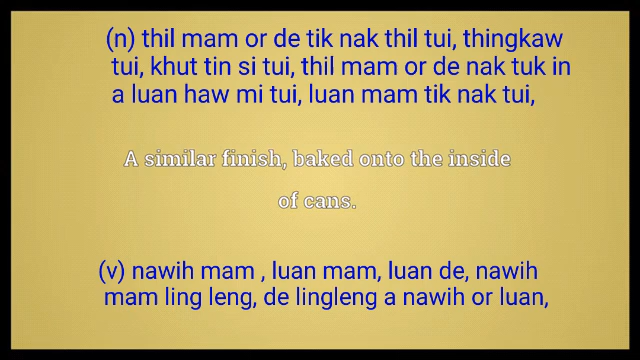 (n) thil mam or de tik nak thil tui, thingkaw
tui, khut tin si tui, thil mam or de nak tuk in
a luan haw mi tui, luan mam tik nak tui,
A similar finish, baked onto the inside
of cans.
(v) nawih mam , luan mam, luan de, nawih
mam ling leng, de lingleng a nawih or luan,